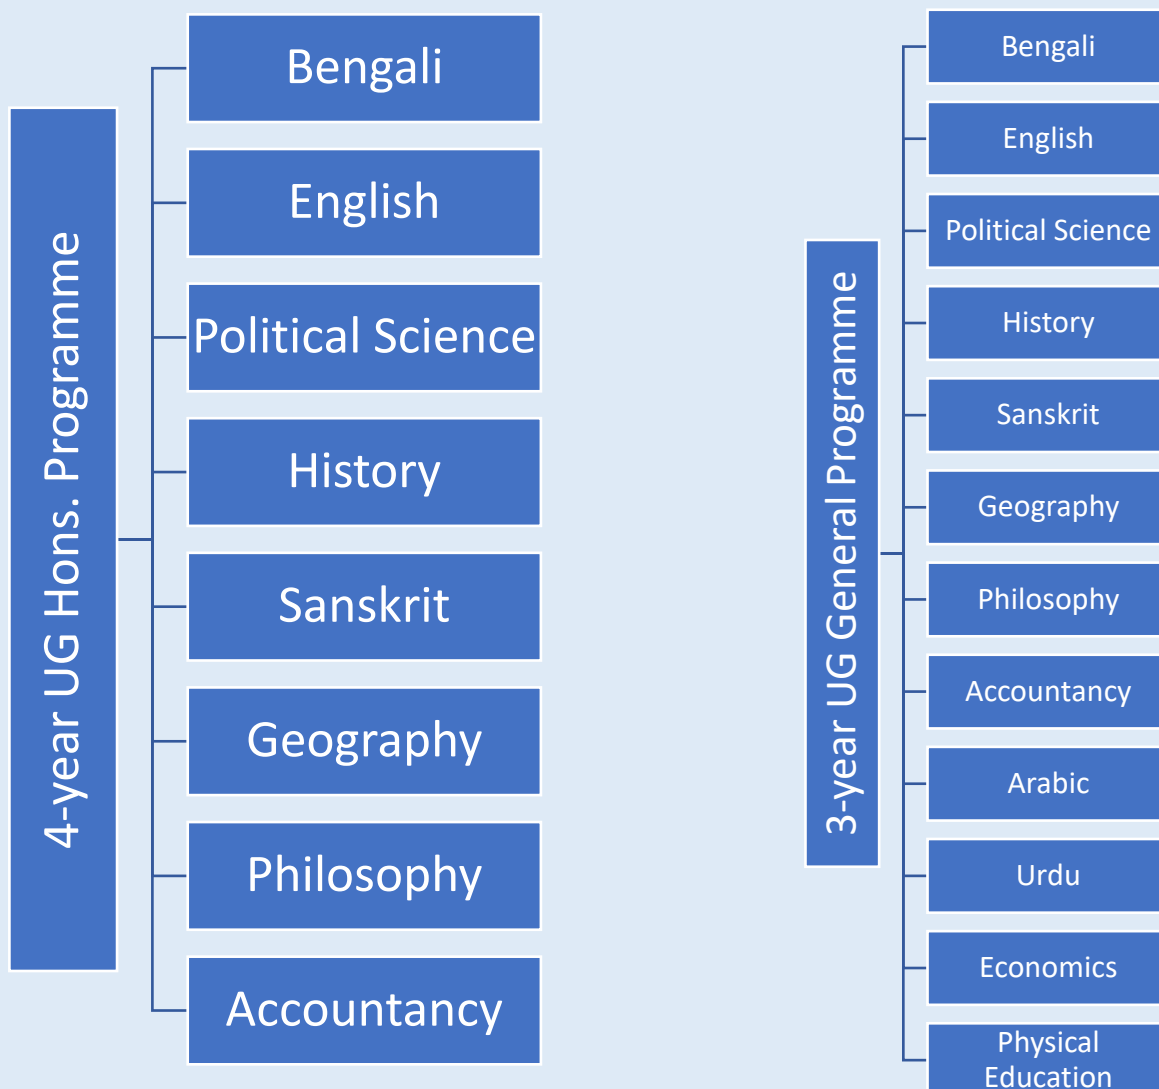 4-year UG Hons. Programme
Bengali
English
Political Science
History
Sanskrit
Geography
Philosophy
Accountancy
3-year UG General Programme
Bengali
English
Political Science
History
Sanskrit
Geography
Philosophy
Accountancy
Arabic
Urdu
Economics
Physical
Education